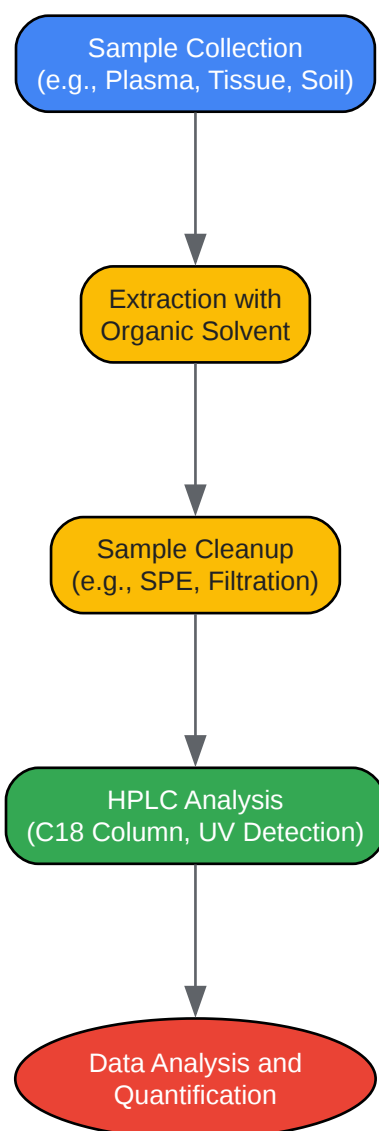 Sample Collection
(e.g., Plasma, Tissue, Soil)
Extraction with
Organic Solvent
Sample Cleanup
(e.g., SPE, Filtration)
HPLC Analysis
(C18 Column, UV Detection)
Data Analysis and
Quantification